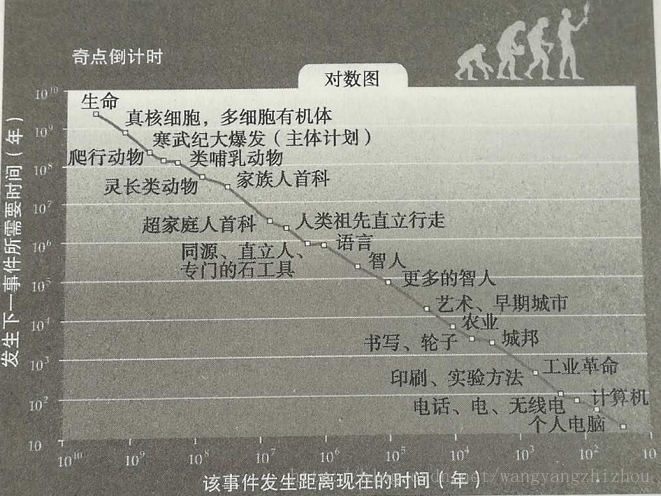 奇点倒计时
对数图
发生下一事件所需要时间（年）
10¹⁰
10⁹
10⁸
10⁷
10⁶
10⁵
10⁴
10³
10²
10
生命
真核细胞，多细胞有机体
寒武纪大爆发（主体计划）
爬行动物
类哺乳动物
灵长类动物
家族人首科
超家庭人首科
人类祖先直立行走
同源、直立人、
专门的石工具
语言
智人
更多的智人
艺术、早期城市
农业
书写、轮子
城邦
印刷、实验方法
工业革命
电话、电、无线电
计算机
个人电脑
10¹⁰ 10⁹ 10⁸ 10⁷ 10⁶ 10⁵ 10⁴ 10³ 10² 10
该事件发生距离现在的时间（年）
wangyangzhizhou